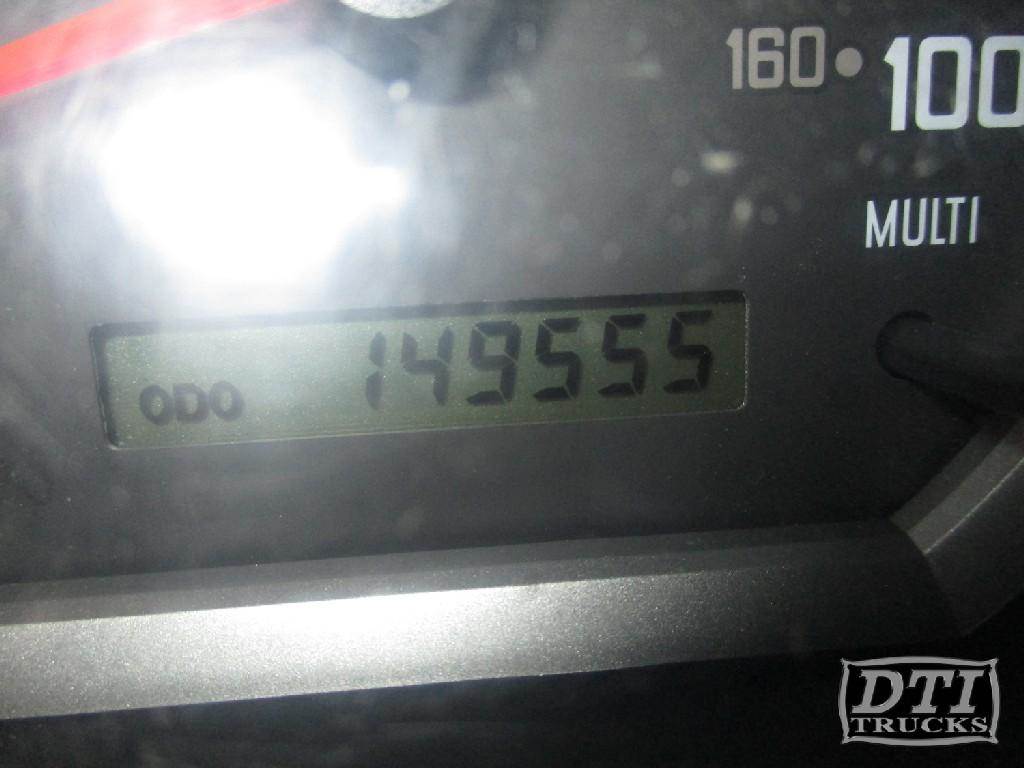 160 100
MULTI
ODO 149555
DTI
TRUCKS